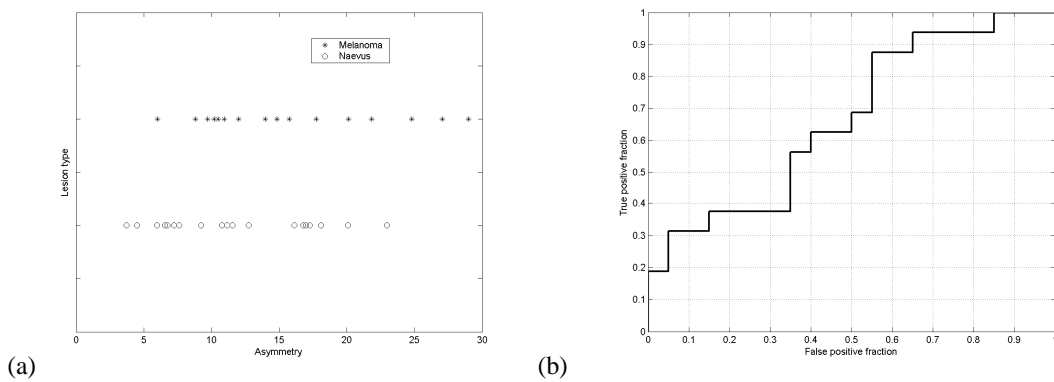 Melanoma
Naevus
Lesion type
0 5 10 15 20 25 30
Asymmetry
(a)
1
0.9
0.8
0.7
0.6
0.5
0.4
0.3
0.2
0.1
0
True positive fraction
0 0.1 0.2 0.3 0.4 0.5 0.6 0.7 0.8 0.9 1
False positive fraction
(b)